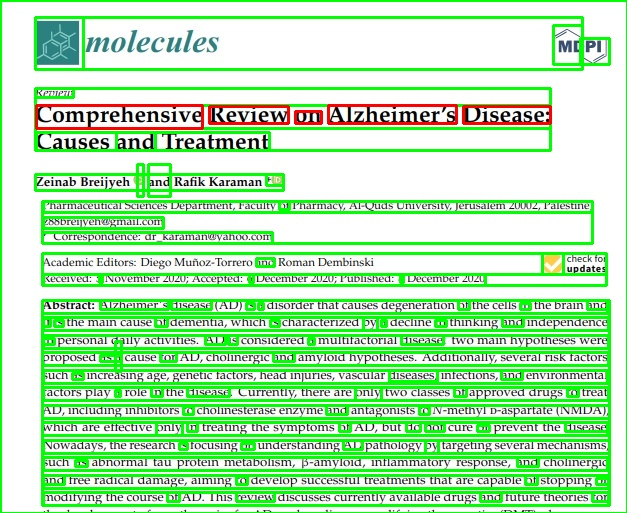 molecules
MDPI
Review
Comprehensive Review on Alzheimer's Disease:
Causes and Treatment
Zeinab Breijyeh and Rafik Karaman
Pharmaceutical Sciences Department, Faculty of Pharmacy, Al-Quds University, Jerusalem 20002, Palestine
z88breijyeh@gmail.com
* Correspondence: dr_karaman@yahoo.com
Academic Editors: Diego Muñoz-Torrero and Roman Dembinski
check for
updates
Received: November 2020; Accepted: December 2020; Published: December 2020
Abstract: Alzheimer's disease (AD) is a disorder that causes degeneration of the cells in the brain and
it is the main cause of dementia, which is characterized by a decline in thinking and independence
in personal daily activities. AD is considered a multifactorial disease: two main hypotheses were
proposed as a cause for AD, cholinergic and amyloid hypotheses. Additionally, several risk factors
such as increasing age, genetic factors, head injuries, vascular diseases, infections, and environmental
factors play a role in the disease. Currently, there are only two classes of approved drugs to treat
AD, including inhibitors to cholinesterase enzyme and antagonists to N-methyl D-aspartate (NMDA),
which are effective only in treating the symptoms of AD, but do not cure or prevent the disease.
Nowadays, the research is focusing on understanding AD pathology by targeting several mechanisms,
such as abnormal tau protein metabolism, β-amyloid, inflammatory response, and cholinergic
and free radical damage, aiming to develop successful treatments that are capable of stopping or
modifying the course of AD. This review discusses currently available drugs and future theories for